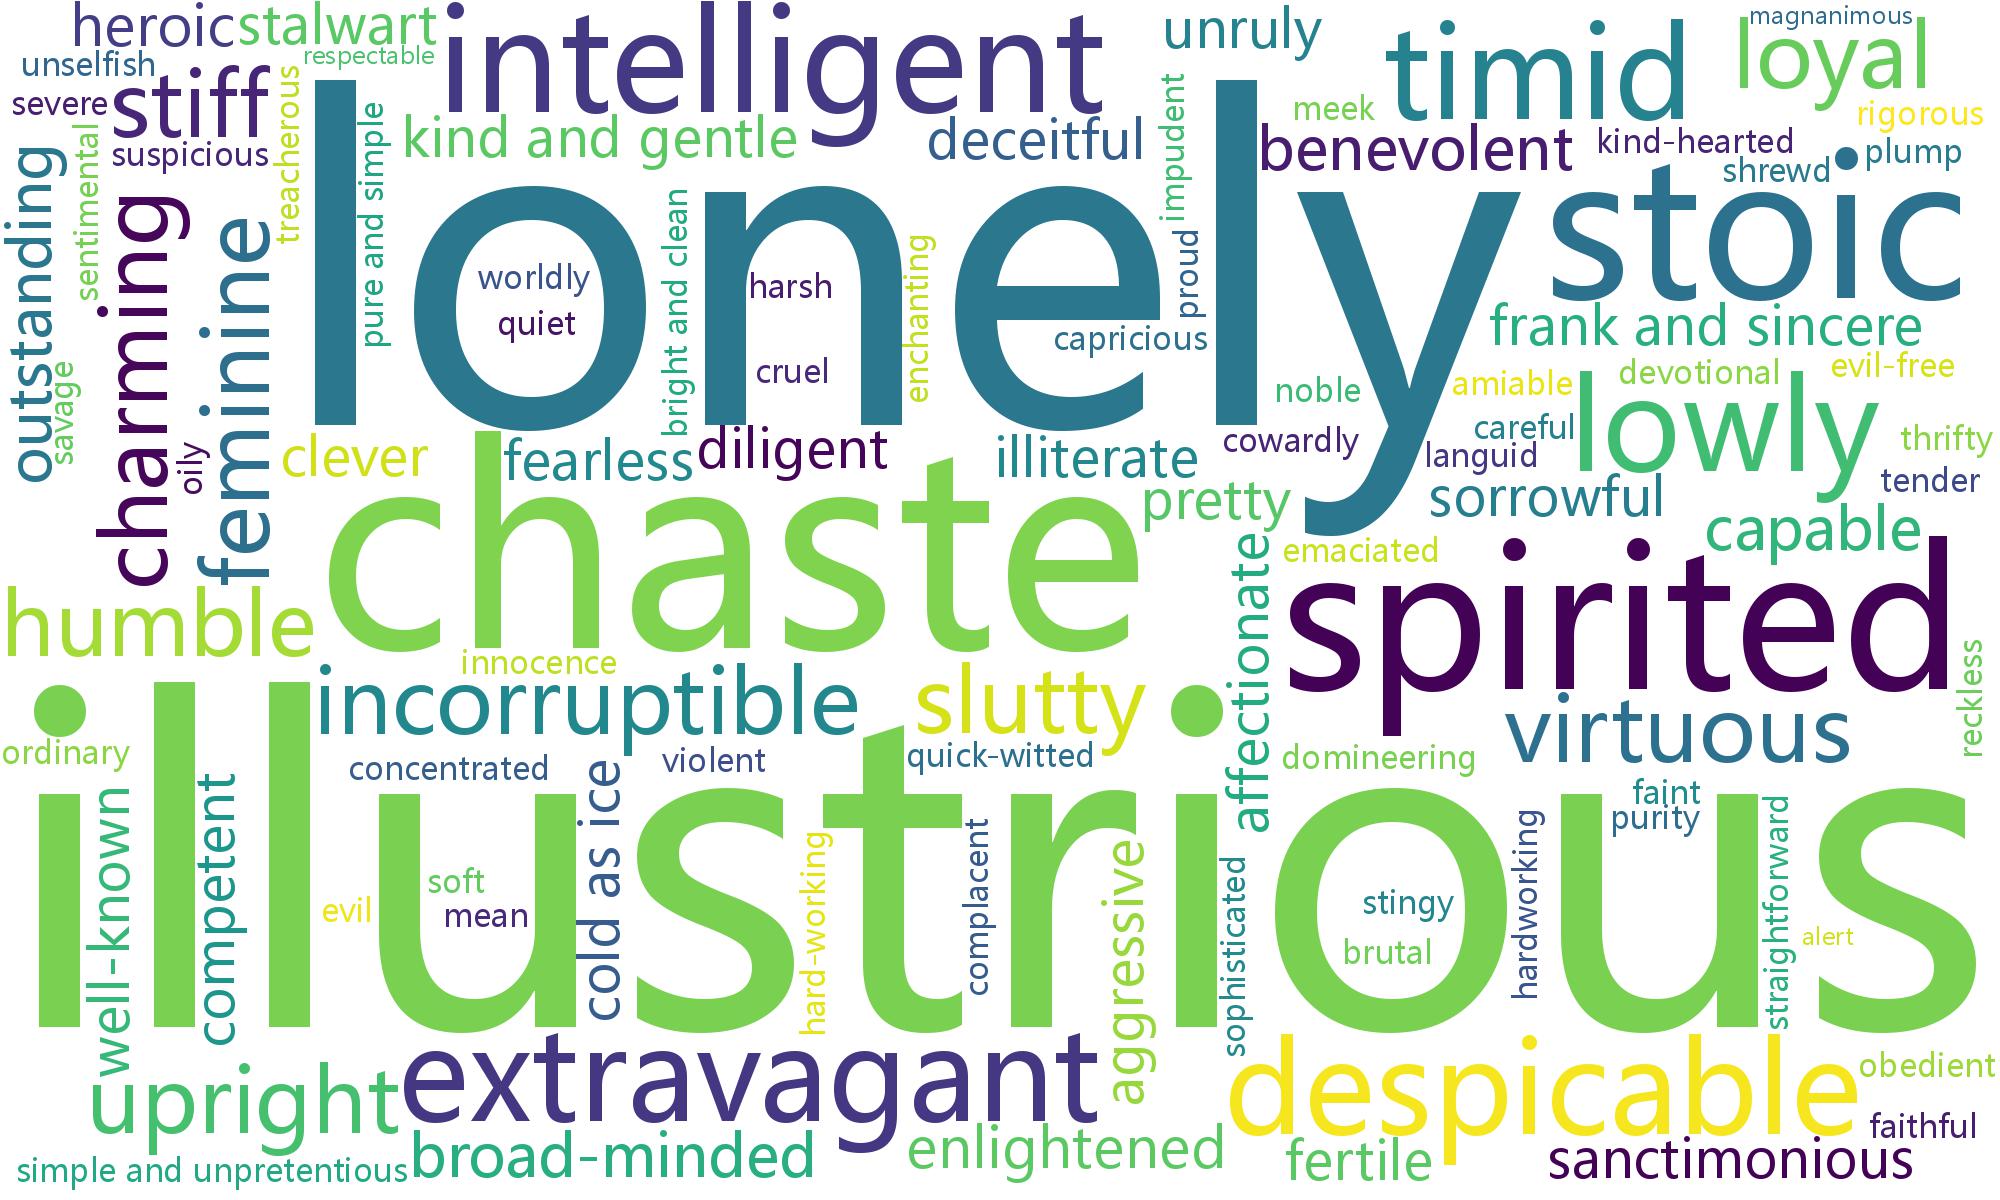 heroic
stalwart
intelligent
unruly
timid
magnanimous
loyal
unselfish
respectable
severe
stiff
treacherous
pure and simple
kind and gentle
deceitful
impudent
meek
rigorous
sentimental
suspicious
benevolent
kind-hearted
shrewd
plump
outstanding
charming
feminine
lonely
stoic
worldly
quiet
bright and clean
harsh
enchanting
proud
capricious
frank and sincere
savage
cruel
noble
amiable
devotional
evil-free
oily
clever
fearless
diligent
illiterate
cowardly
careful
languid
lowly
thrifty
tender
chaste
pretty
sorrowful
capable
humble
affectionate
emaciated
spirited
innocence
incorruptible
slutty
virtuous
reckless
ordinary
concentrated
violent
quick-witted
domineering
faint
purity
illustrious
well-known
competent
evil
soft
mean
cold as ice
hard-working
complacent
aggressive
sophisticated
stingy
brutal
hardworking
straightforward
alert
upright
extravagant
despicable
obedient
simple and unpretentious
broad-minded
enlightened
fertile
sanctimonious
faithful